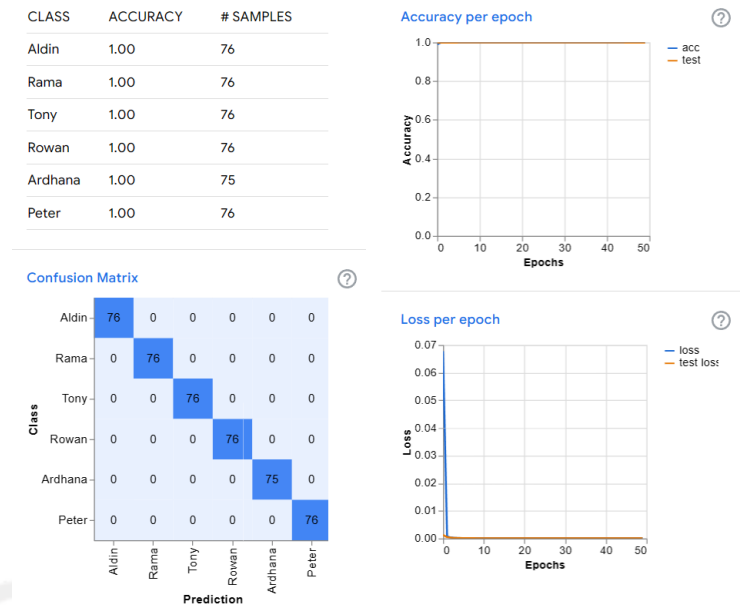 CLASS ACCURACY # SAMPLES
Aldin 1.00 76
Rama 1.00 76
Tony 1.00 76
Rowan 1.00 76
Ardhana 1.00 75
Peter 1.00 76
Confusion Matrix ?
Class
Aldin 76 0 0 0 0 0
Rama 0 76 0 0 0 0
Tony 0 0 76 0 0 0
Rowan 0 0 0 76 0 0
Ardhana 0 0 0 0 75 0
Peter 0 0 0 0 0 76
Aldin Rama Tony Rowan Ardhana Peter
Prediction
Accuracy per epoch ?
Accuracy
1.0
0.8
0.6
0.4
0.2
0.0
0 10 20 30 40 50
Epochs
acc
test
Loss per epoch ?
Loss
0.07
0.06
0.05
0.04
0.03
0.02
0.01
0.00
0 10 20 30 40 50
Epochs
loss
test loss